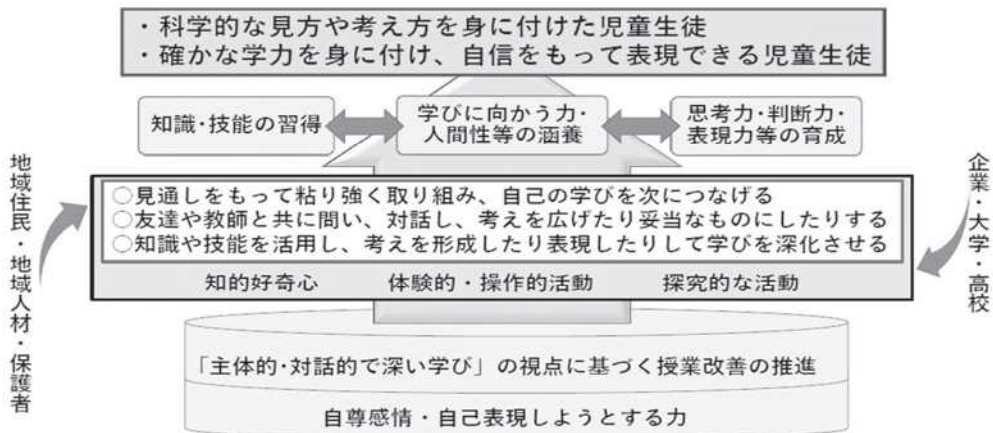 ・科学的な見方や考え方を身に付けた児童生徒
・確かな学力を身に付け、自信をもって表現できる児童生徒
知識・技能の習得
学びに向かう力・
人間性等の涵養
思考力・判断力・
表現力等の育成
地域住民・地域人材・保護者
○見通しをもって粘り強く取り組み、自己の学びを次につなげる
○友達や教師と共に問い、対話し、考えを広げたり妥当なものにしたりする
○知識や技能を活用し、考えを形成したり表現したりして学びを深化させる
知的好奇心 体験的・操作的活動 探究的な活動
企業・大学・高校
「主体的・対話的で深い学び」の視点に基づく授業改善の推進
自尊感情・自己表現しようとする力